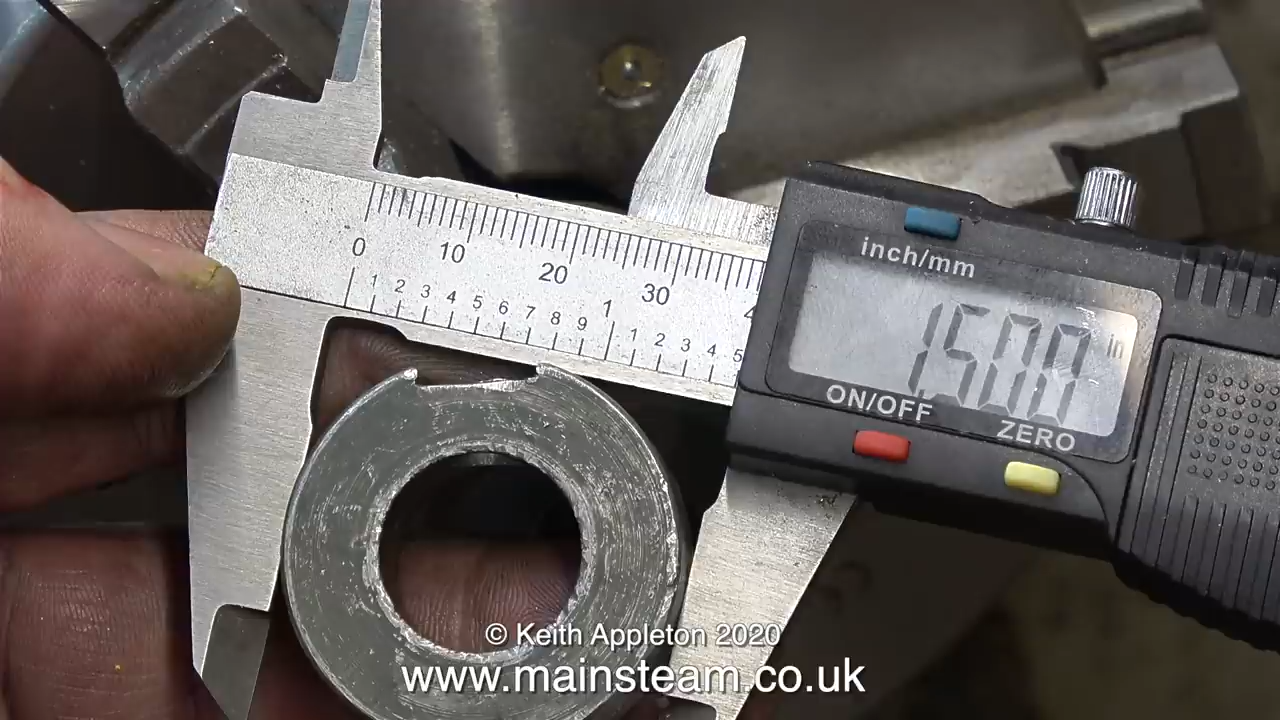 inch/mm
1.500 in
ON/OFF
ZERO
0 10 20 30 4
1 2 3 4 5 6 7 8 9 1 1 2 3 4 5
© Keith Appleton 2020
www.mainsteam.co.uk